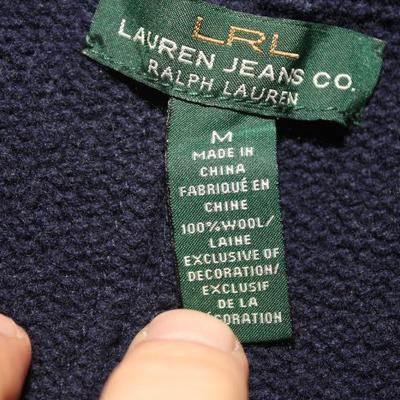 LRL
LAUREN JEANS CO.
RALPH LAUREN
M
MADE IN
CHINA
FABRIQUÉ EN
CHINE
100% WOOL/
LAINE
EXCLUSIVE OF
DECORATION/
EXCLUSIF
DE LA